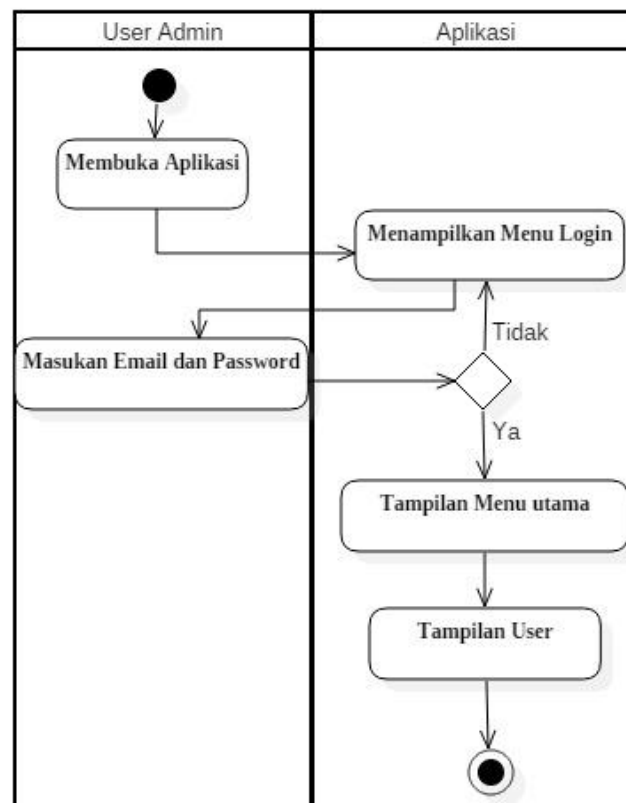 User Admin
Aplikasi
Membuka Aplikasi
Menampilkan Menu Login
Masukan Email dan Password
Tidak
Ya
Tampilan Menu utama
Tampilan User